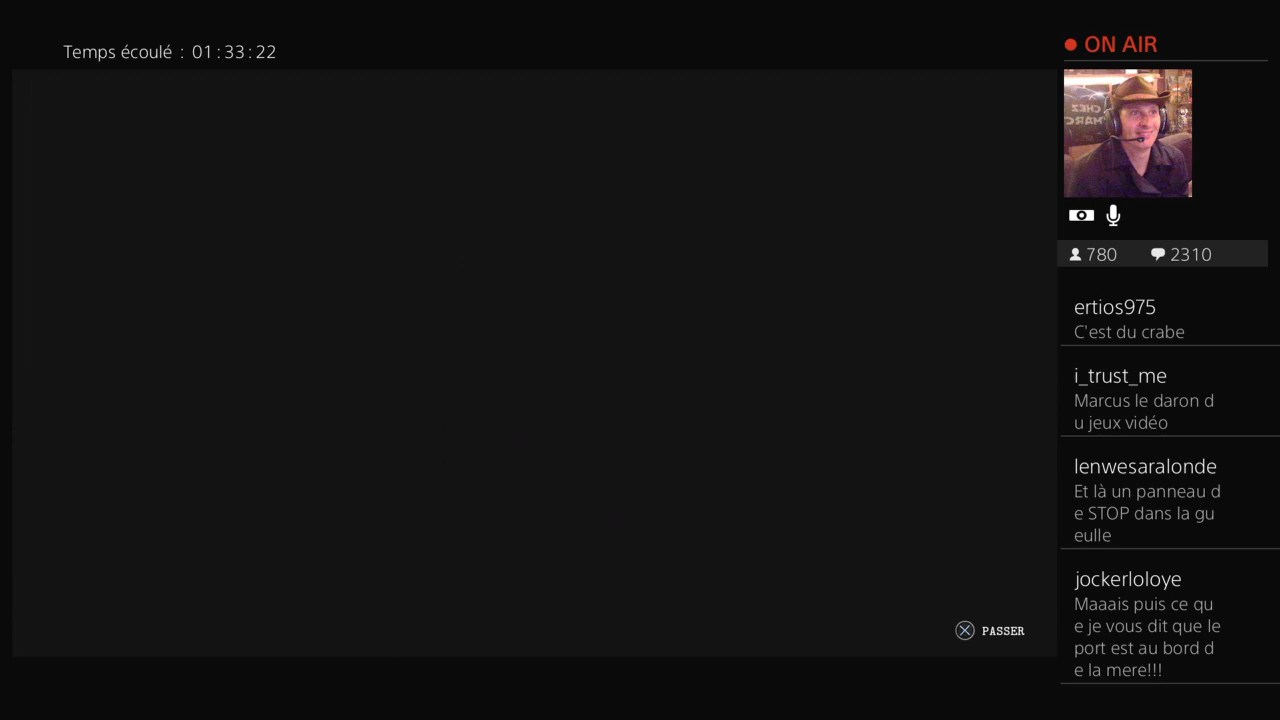 Temps écoulé : 01:33:22
ON AIR
CHEZ
MARC
780 2310
ertios975
C'est du crabe
i_trust_me
Marcus le daron d
u jeux vidéo
lenwesaralonde
Et là un panneau d
e STOP dans la gu
eulle
jockerloloye
Maaais puis ce qu
e je vous dit que le
port est au bord d
e la mere!!!
PASSER